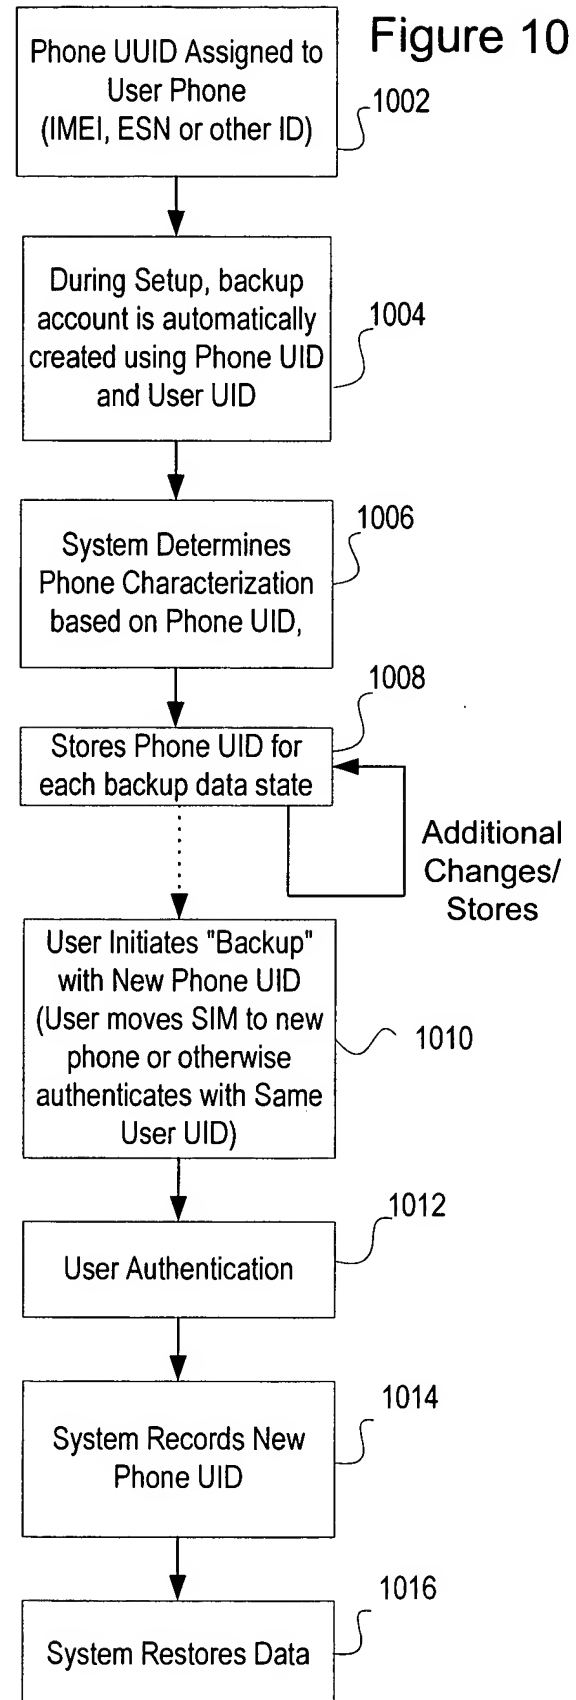 Figure 10
Phone UUID Assigned to
User Phone
(IMEI, ESN or other ID)
1002
During Setup, backup
account is automatically
created using Phone UID
and User UID
1004
System Determines
Phone Characterization
based on Phone UID,
1006
Stores Phone UID for
each backup data state
1008
Additional
Changes/
Stores
User Initiates "Backup"
with New Phone UID
(User moves SIM to new
phone or otherwise
authenticates with Same
User UID)
1010
User Authentication
1012
System Records New
Phone UID
1014
System Restores Data
1016